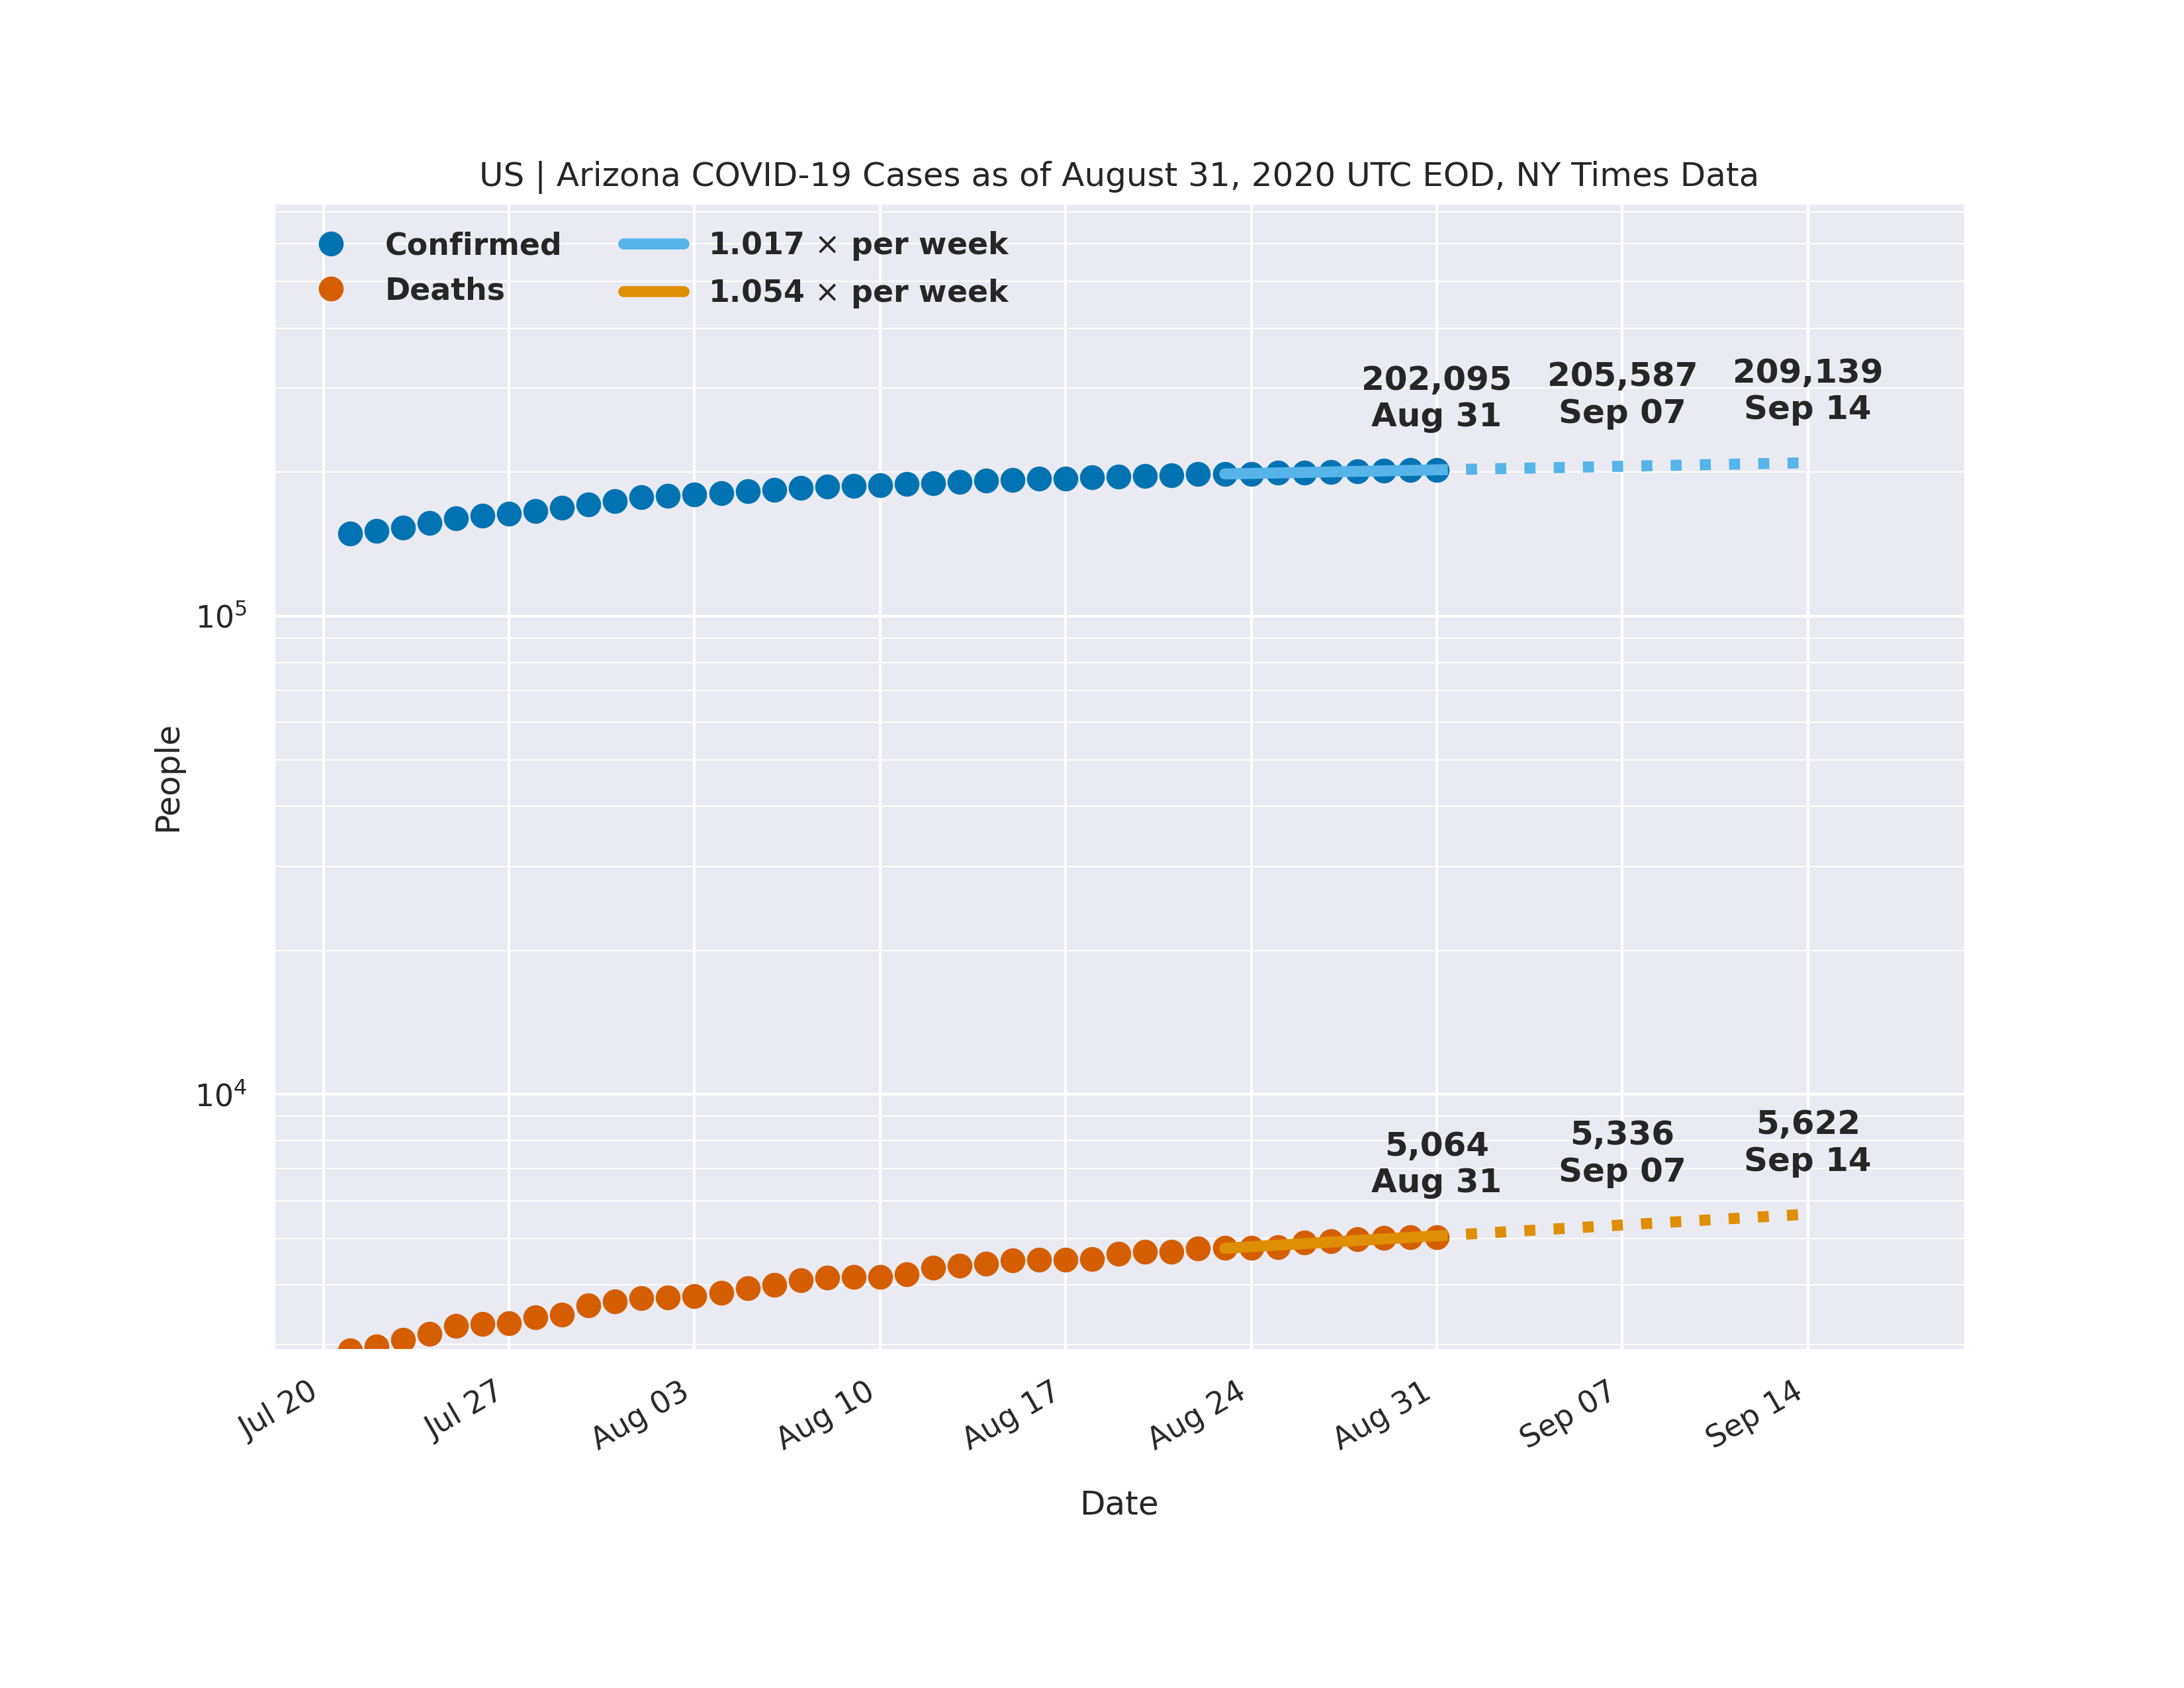 US | Arizona COVID-19 Cases as of August 31, 2020 UTC EOD, NY Times Data
Confirmed
Deaths
1.017 × per week
1.054 × per week
202,095
Aug 31
205,587
Sep 07
209,139
Sep 14
10⁵
People
10⁴
5,064
Aug 31
5,336
Sep 07
5,622
Sep 14
Jul 20
Jul 27
Aug 03
Aug 10
Aug 17
Aug 24
Aug 31
Sep 07
Sep 14
Date